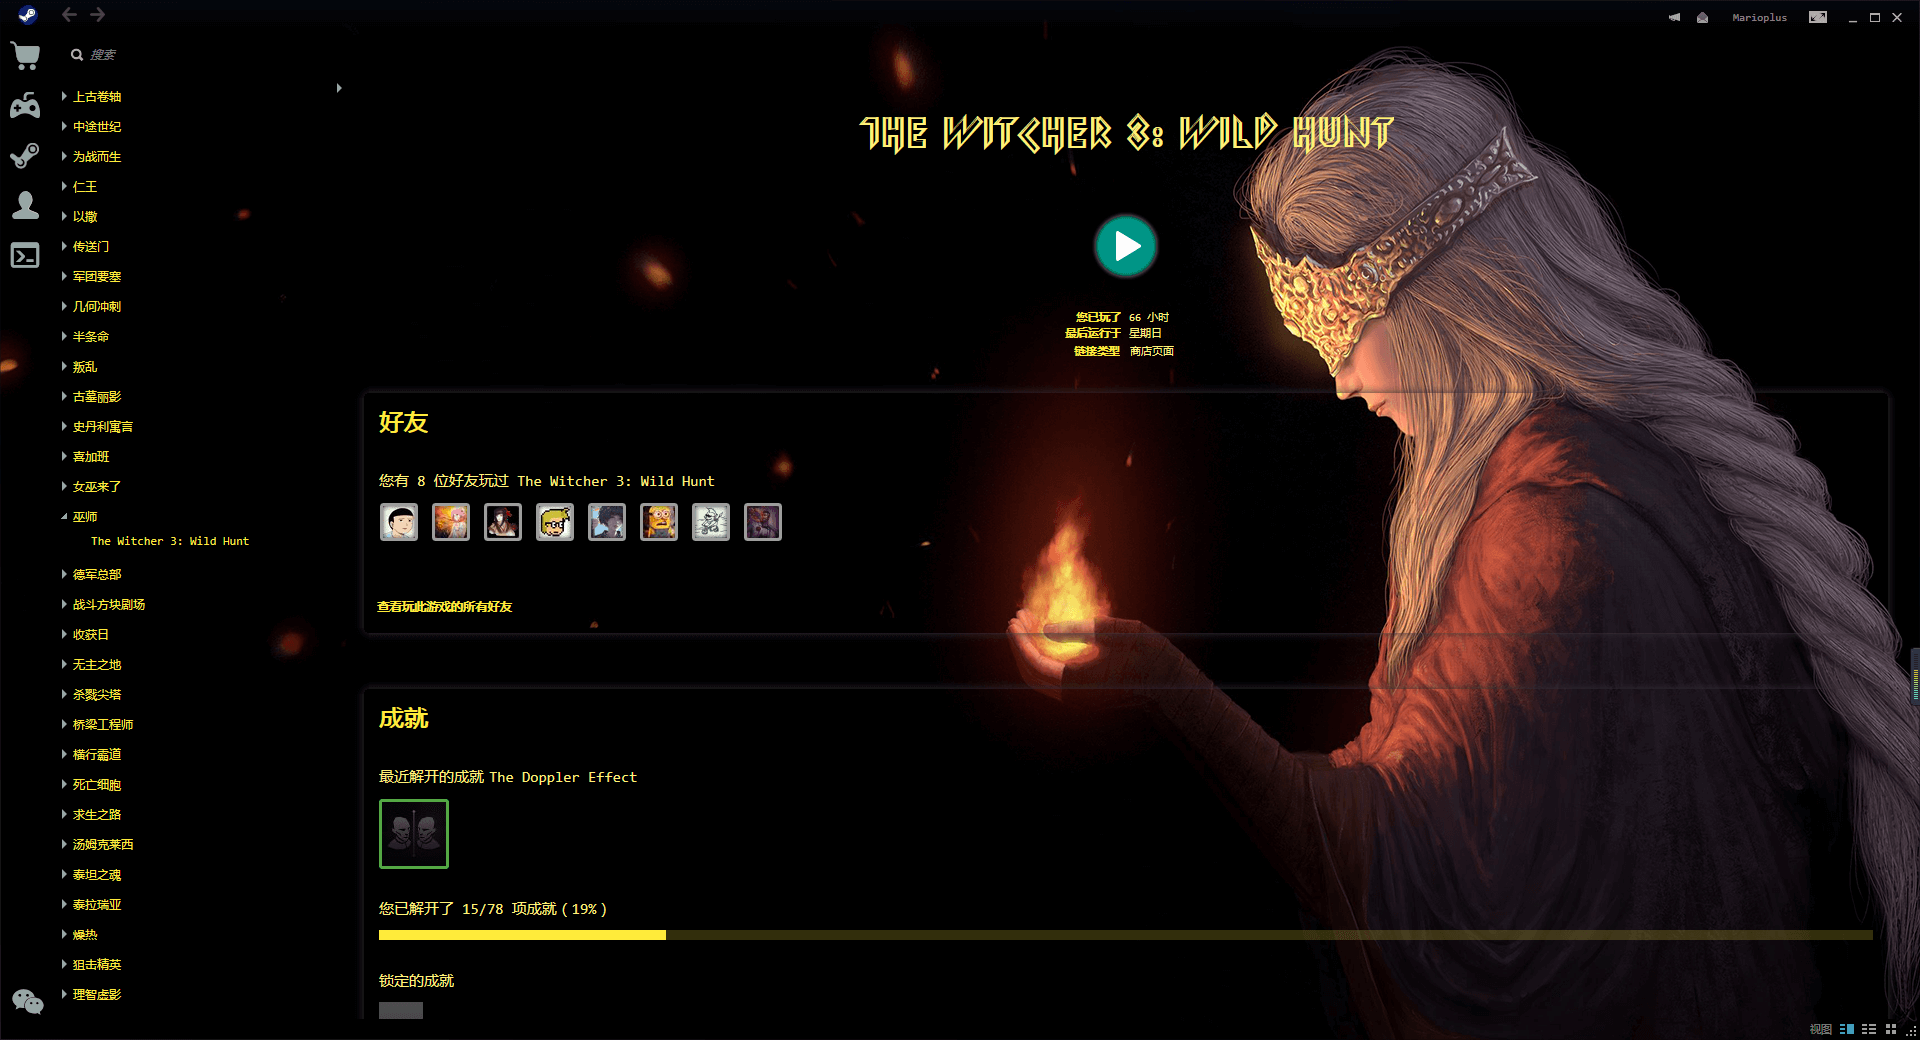 Marioplus
搜索
上古卷轴
中途世纪
为战而生
仁王
以撒
传送门
军团要塞
几何冲刺
半条命
叛乱
古墓丽影
史丹利寓言
喜加班
女巫来了
巫师
The Witcher 3: Wild Hunt
德军总部
战斗方块剧场
收获日
无主之地
杀戮尖塔
桥梁工程师
横行霸道
死亡细胞
求生之路
汤姆克莱西
泰坦之魂
泰拉瑞亚
燥热
狙击精英
理智虚影
THE WITCHER 3: WILD HUNT
您已玩了 66 小时
最后运行于 星期日
链接类型 商店页面
好友
您有 8 位好友玩过 The Witcher 3: Wild Hunt
查看玩此游戏的所有好友
成就
最近解开的成就 The Doppler Effect
您已解开了 15/78 项成就 ( 19% )
锁定的成就
视图